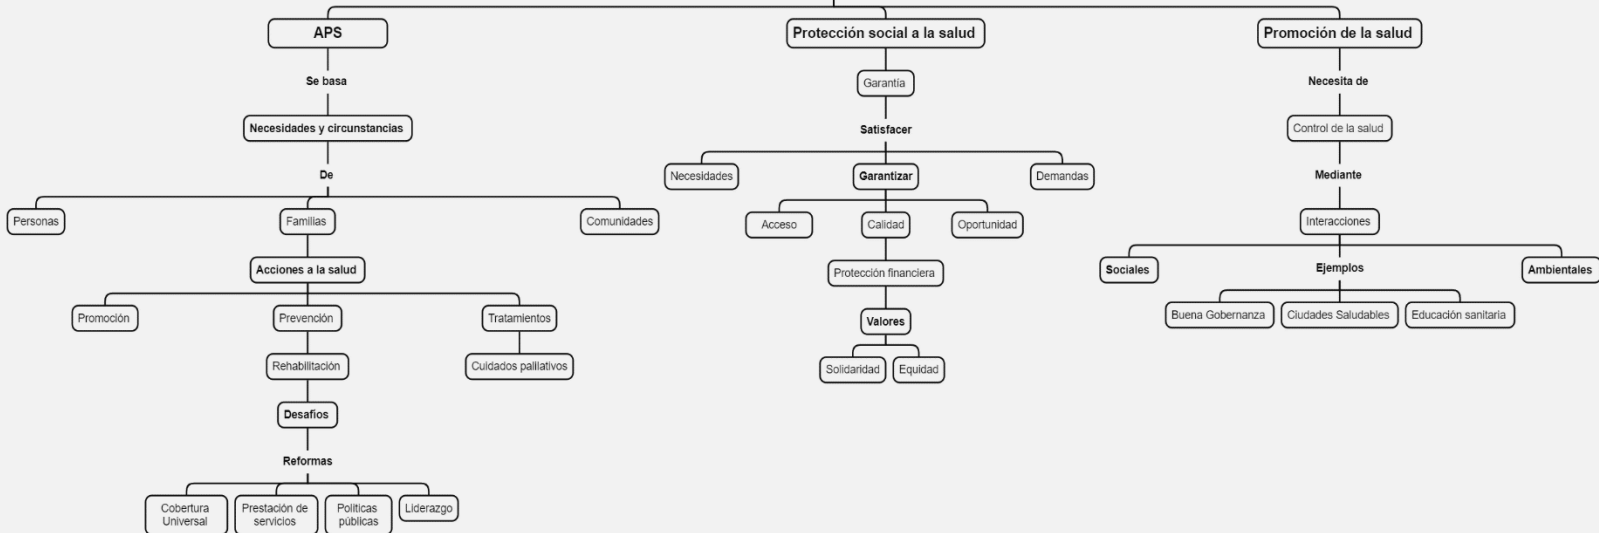 APS
Protección social a la salud
Promoción de la salud
Se basa
Garantía
Necesita de
Necesidades y circunstancias
Satisfacer
Control de la salud
De
Necesidades
Garantizar
Demandas
Mediante
Personas
Familias
Comunidades
Acceso
Calidad
Oportunidad
Interacciones
Acciones a la salud
Protección financiera
Sociales
Ejemplos
Ambientales
Promoción
Prevención
Tratamientos
Valores
Buena Gobernanza
Ciudades Saludables
Educación sanitaria
Rehabilitación
Cuidados palilativos
Solidaridad
Equidad
Desafíos
Reformas
Cobertura
Universal
Prestación de
servicios
Políticas
públicas
Liderazgo